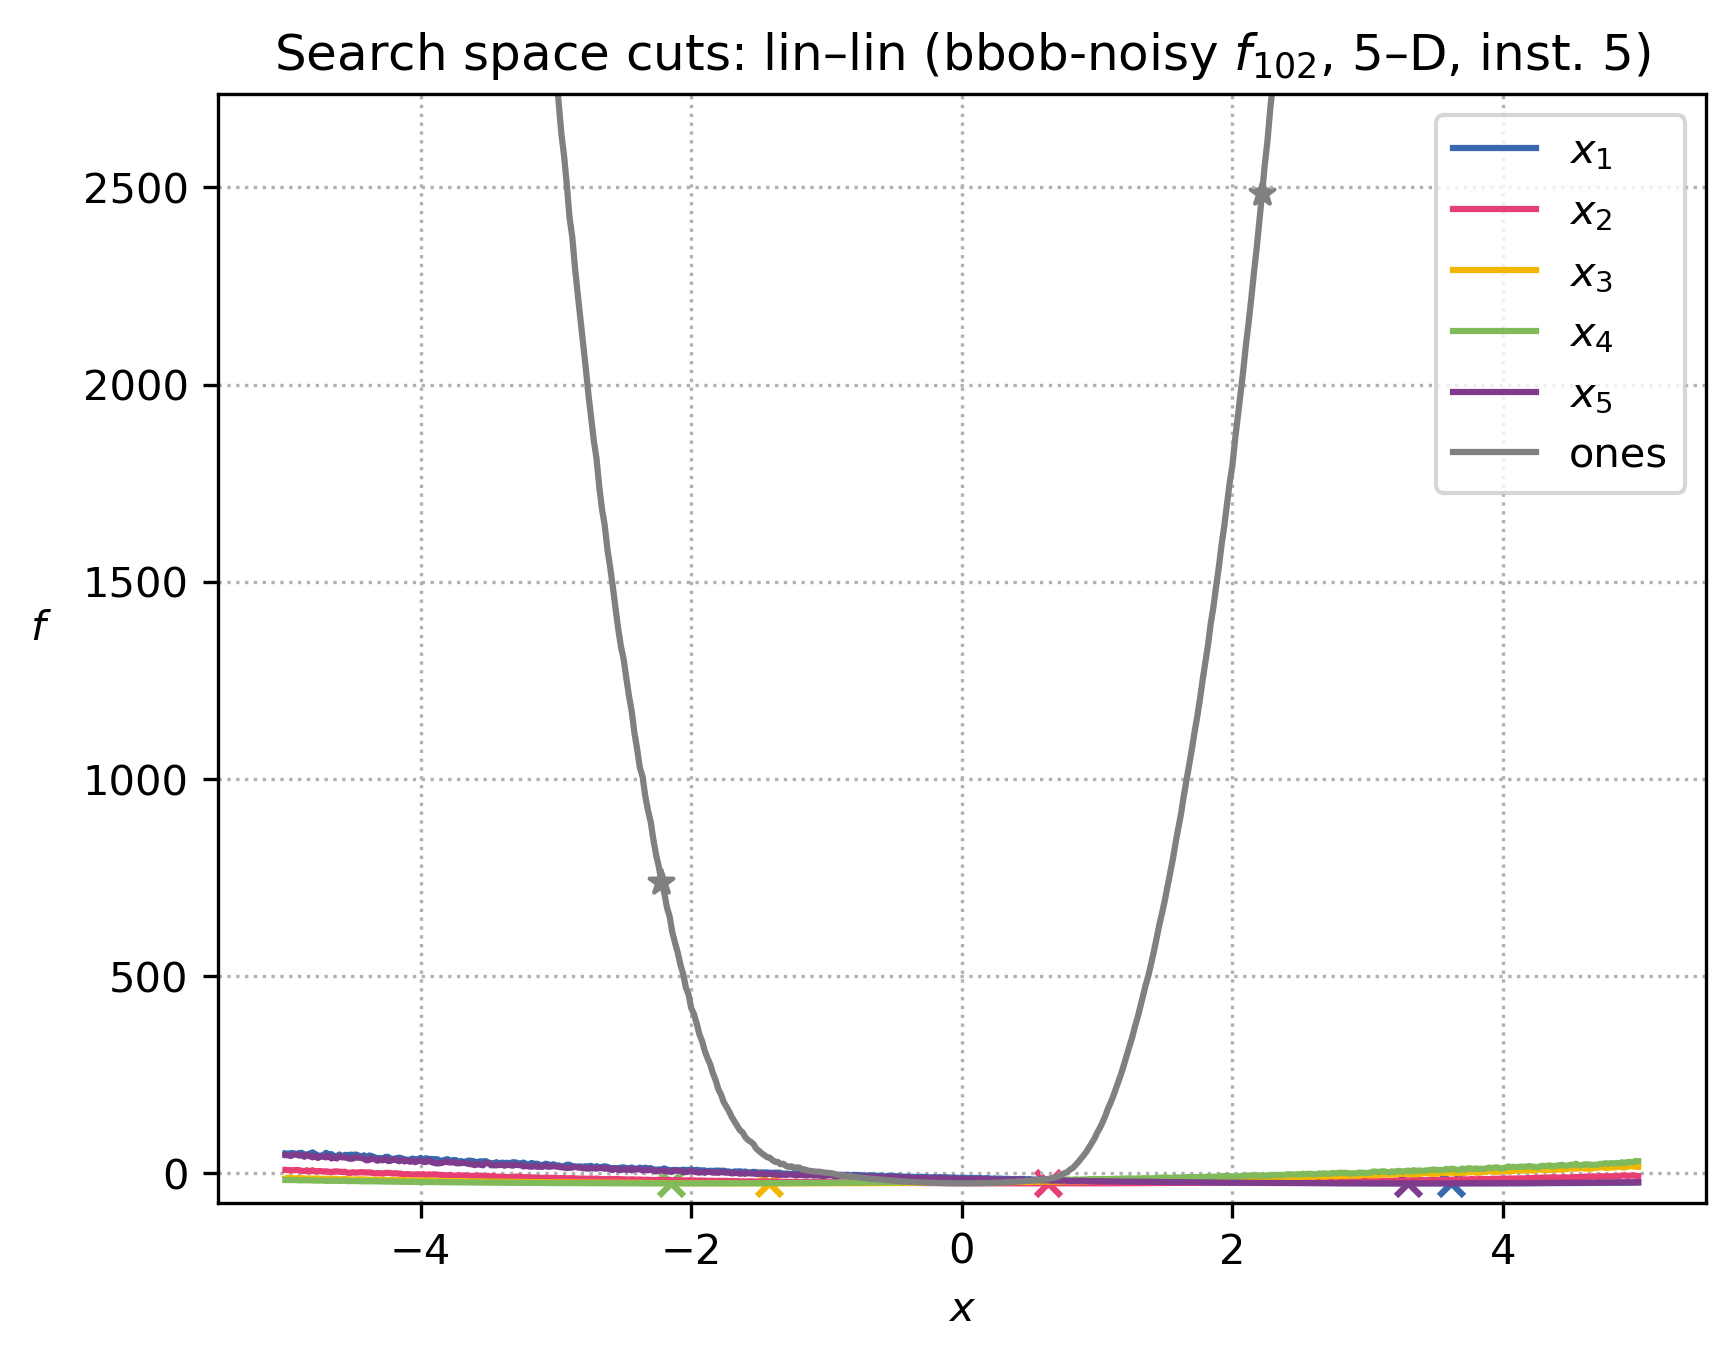 Search space cuts: lin–lin (bbob-noisy f₁₀₂, 5–D, inst. 5)
2500
2000
1500
1000
500
0
f
−4
−2
0
2
4
x
x₁
x₂
x₃
x₄
x₅
ones